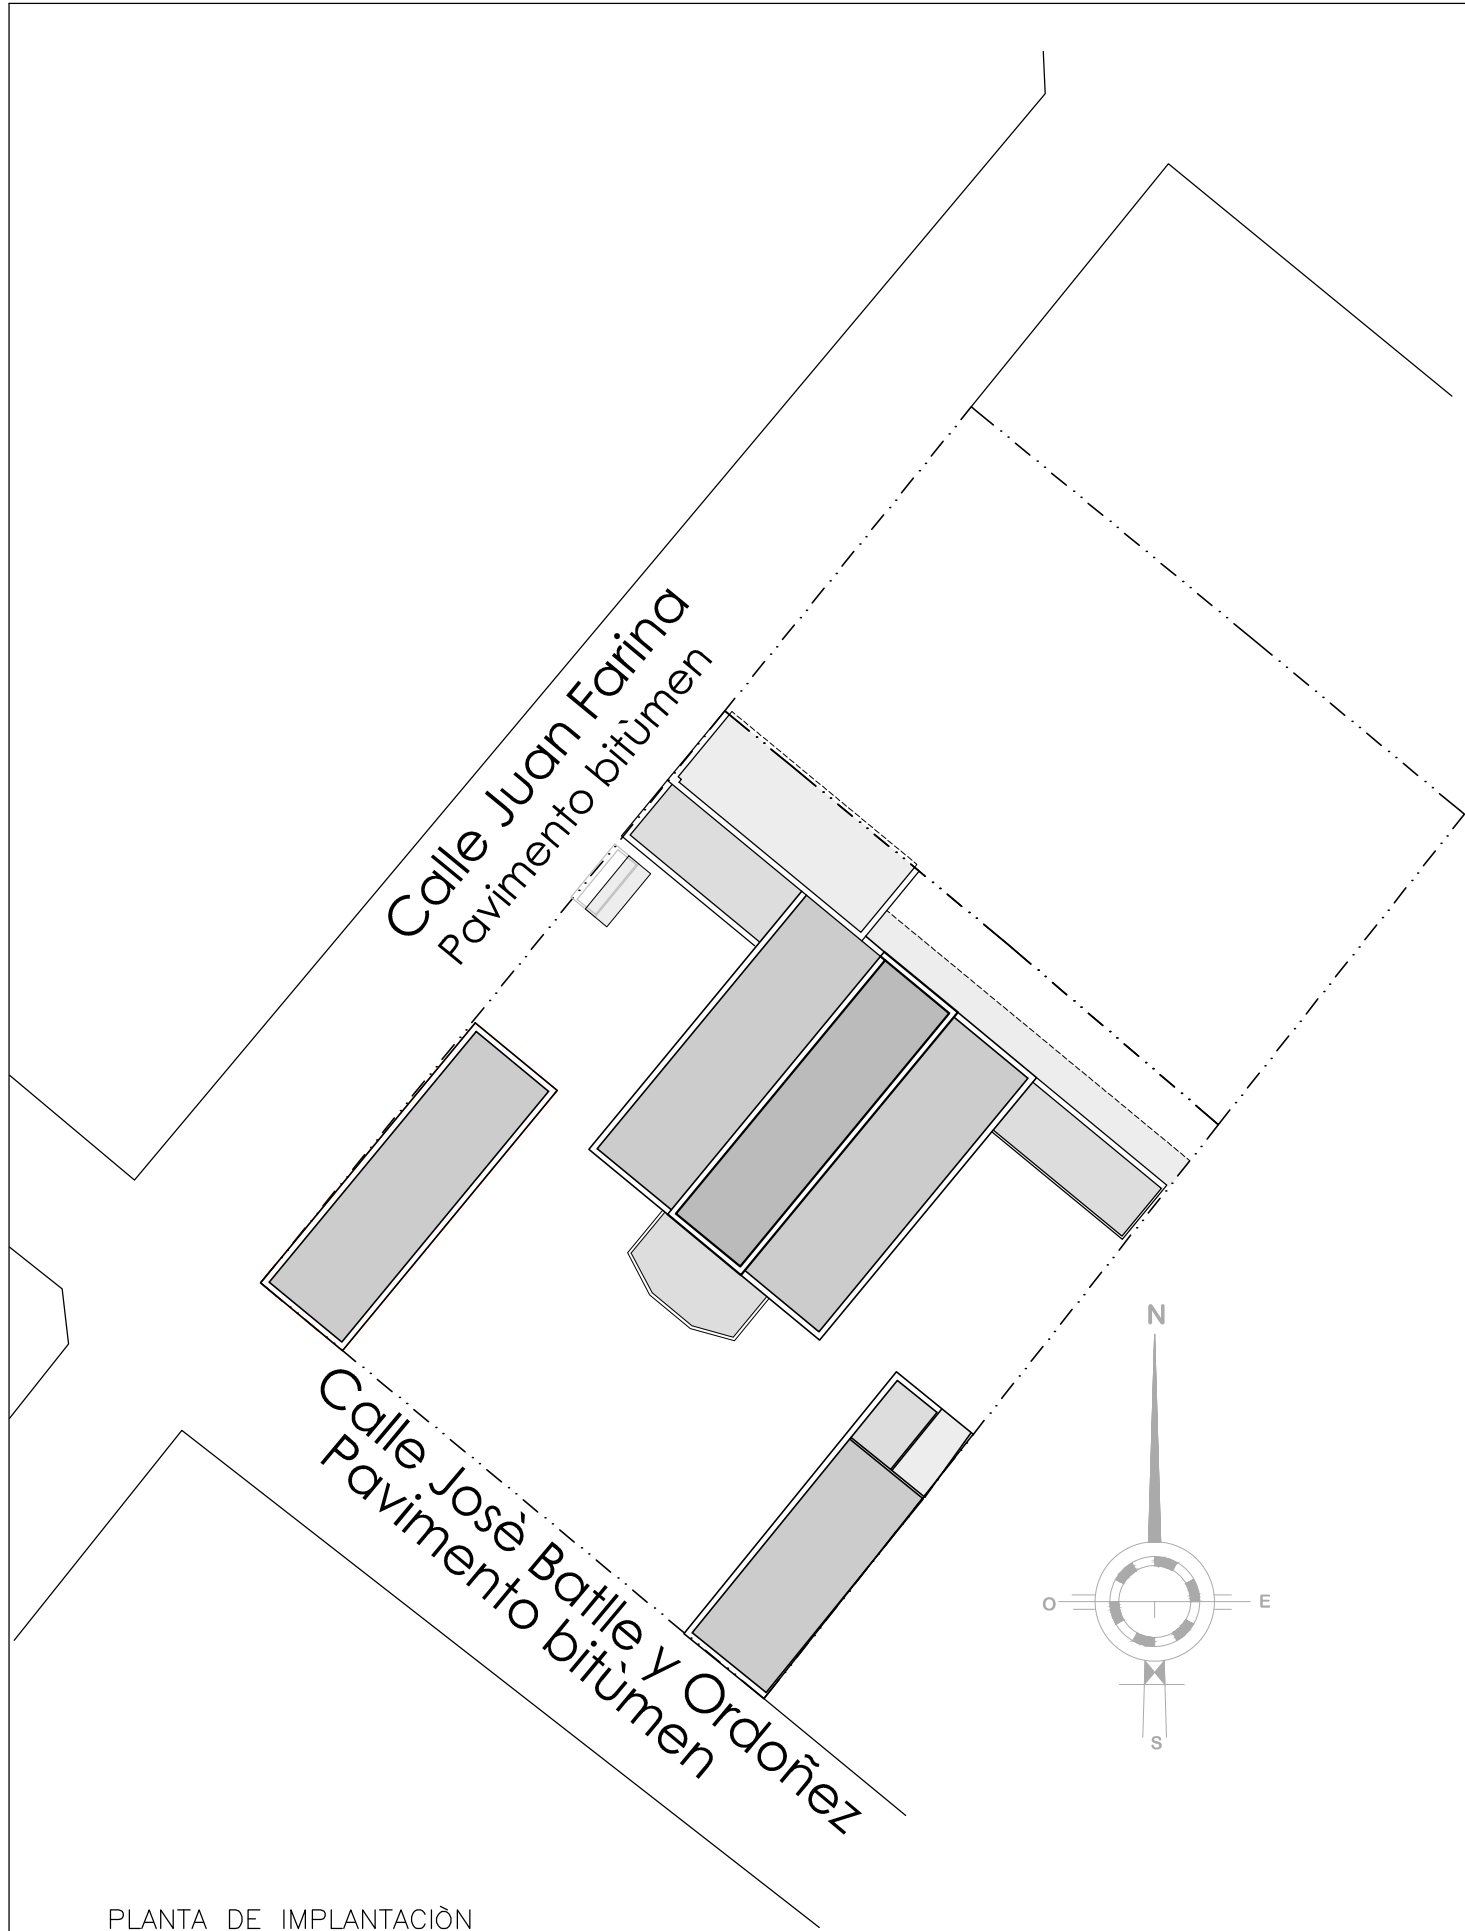 Calle Juan Farina
Pavimento bitùmen
Calle Josè Batlle y Ordoñez
Pavimento bitùmen
N
O
E
S
PLANTA DE IMPLANTACIÒN